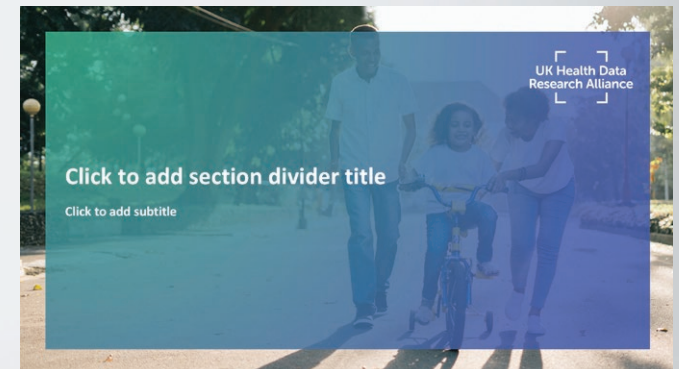 UK Health Data
Research Alliance
Click to add section divider title
Click to add subtitle